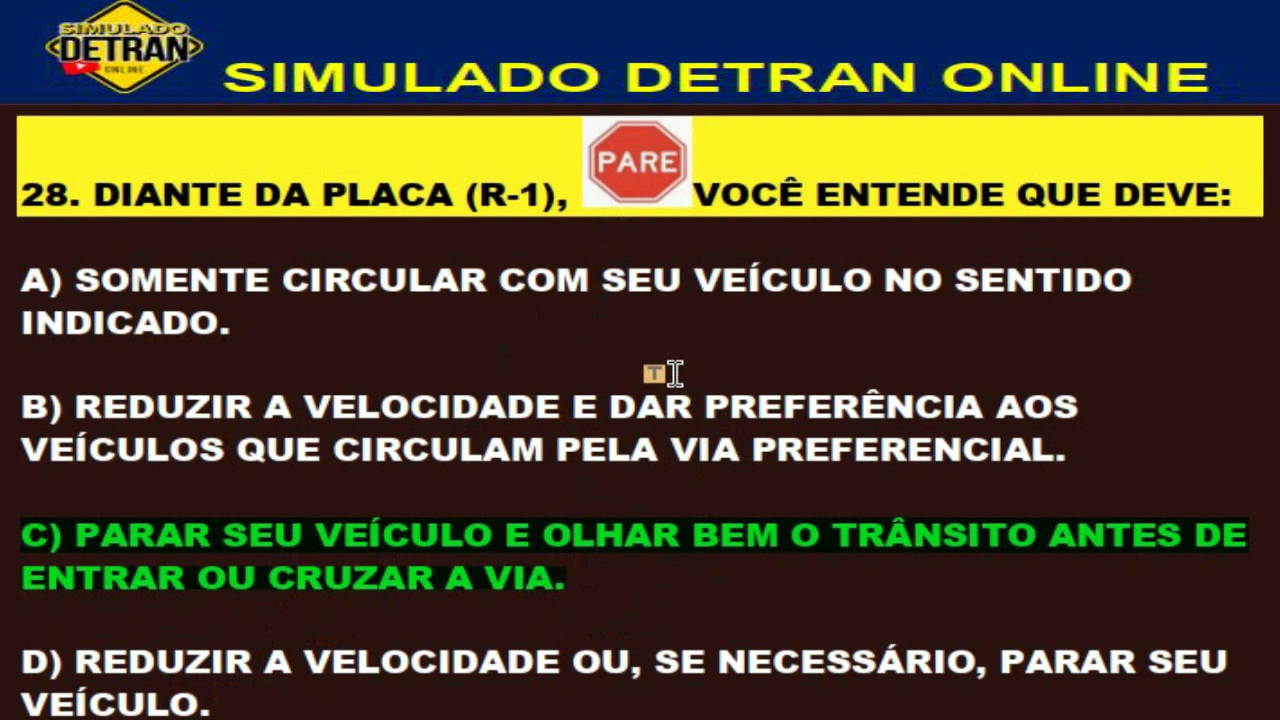 SIMULADO
DETRAN
ONLINE
SIMULADO DETRAN ONLINE
PARE
28. DIANTE DA PLACA (R-1), VOCÊ ENTENDE QUE DEVE:
A) SOMENTE CIRCULAR COM SEU VEÍCULO NO SENTIDO
INDICADO.
T
B) REDUZIR A VELOCIDADE E DAR PREFERÊNCIA AOS
VEÍCULOS QUE CIRCULAM PELA VIA PREFERENCIAL.
C) PARAR SEU VEÍCULO E OLHAR BEM O TRÂNSITO ANTES DE
ENTRAR OU CRUZAR A VIA.
D) REDUZIR A VELOCIDADE OU, SE NECESSÁRIO, PARAR SEU
VEÍCULO.